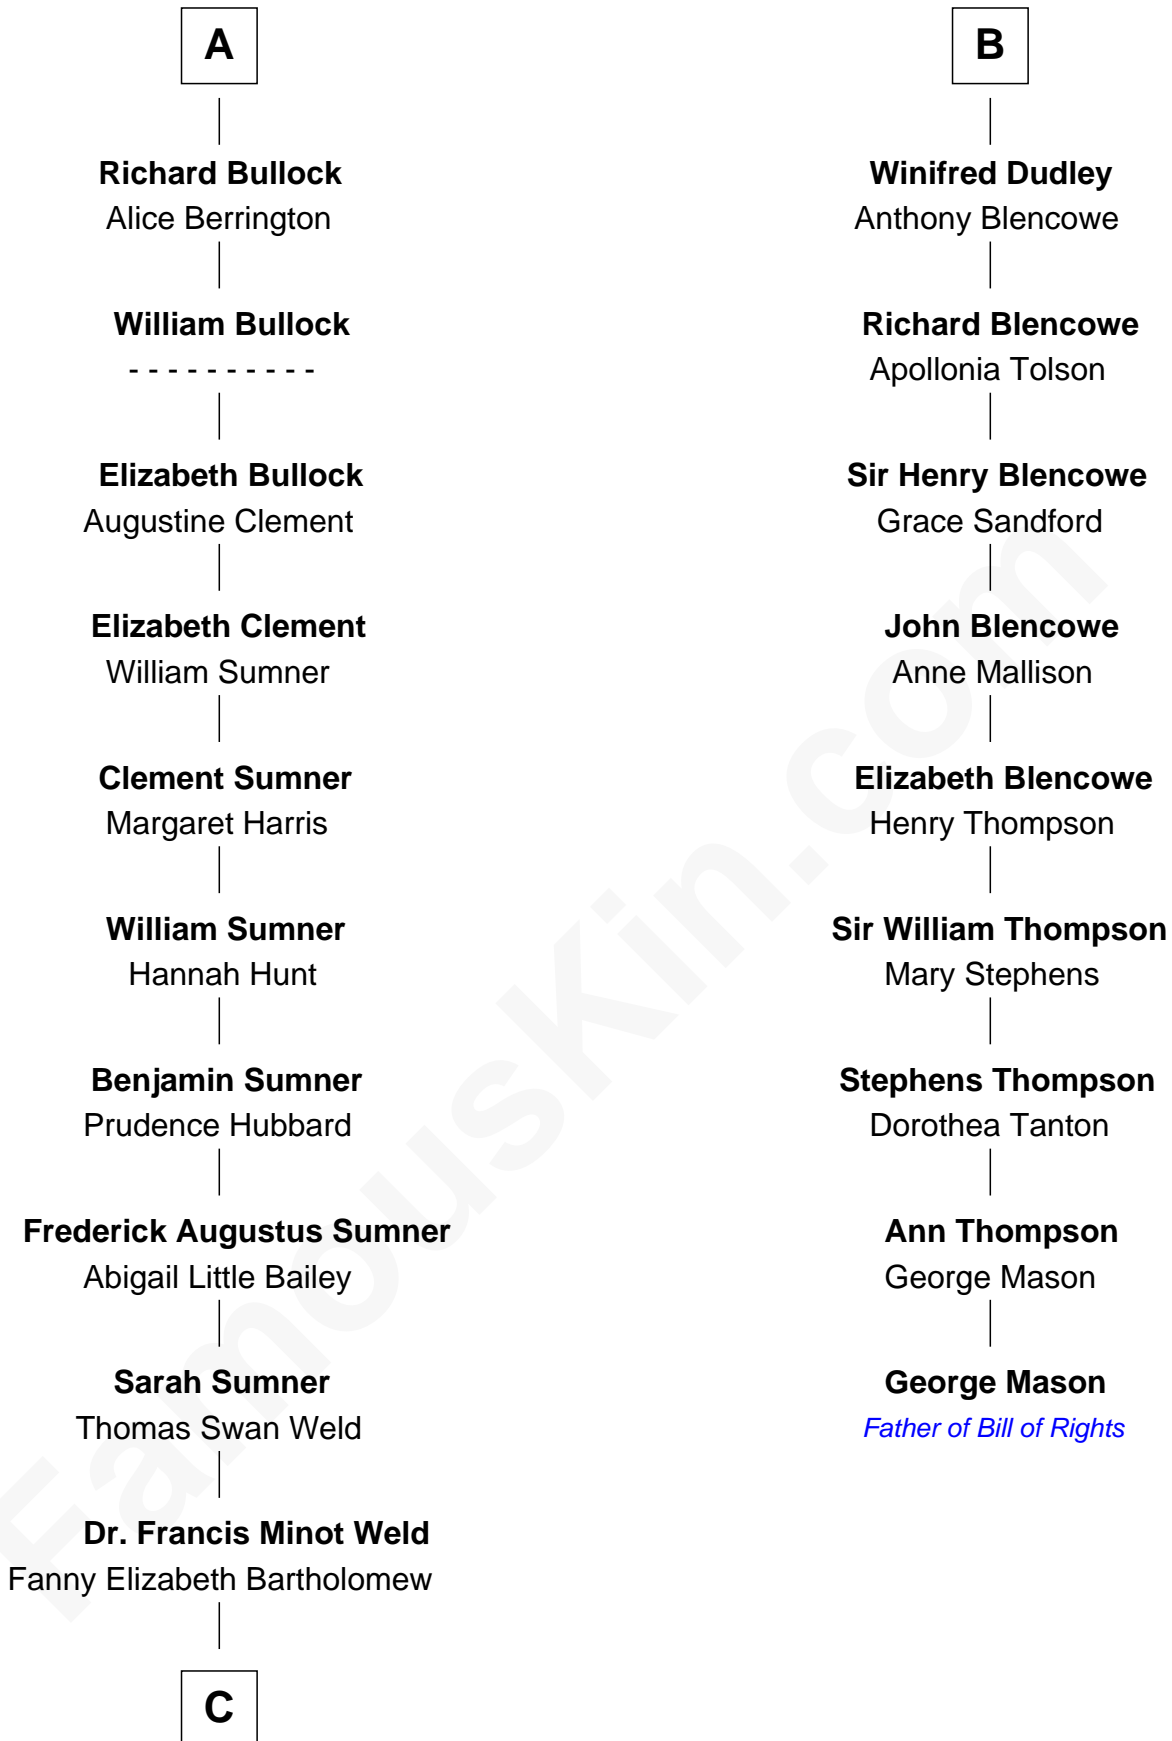 A
Richard Bullock
Alice Berrington
William Bullock
- - - - - - - - - -
Elizabeth Bullock
Augustine Clement
Elizabeth Clement
William Sumner
Clement Sumner
Margaret Harris
William Sumner
Hannah Hunt
Benjamin Sumner
Prudence Hubbard
Frederick Augustus Sumner
Abigail Little Bailey
Sarah Sumner
Thomas Swan Weld
Dr. Francis Minot Weld
Fanny Elizabeth Bartholomew
C
B
Winifred Dudley
Anthony Blencowe
Richard Blencowe
Apollonia Tolson
Sir Henry Blencowe
Grace Sandford
John Blencowe
Anne Mallison
Elizabeth Blencowe
Henry Thompson
Sir William Thompson
Mary Stephens
Stephens Thompson
Dorothea Tanton
Ann Thompson
George Mason
George Mason
Father of Bill of Rights
FamousKin.com